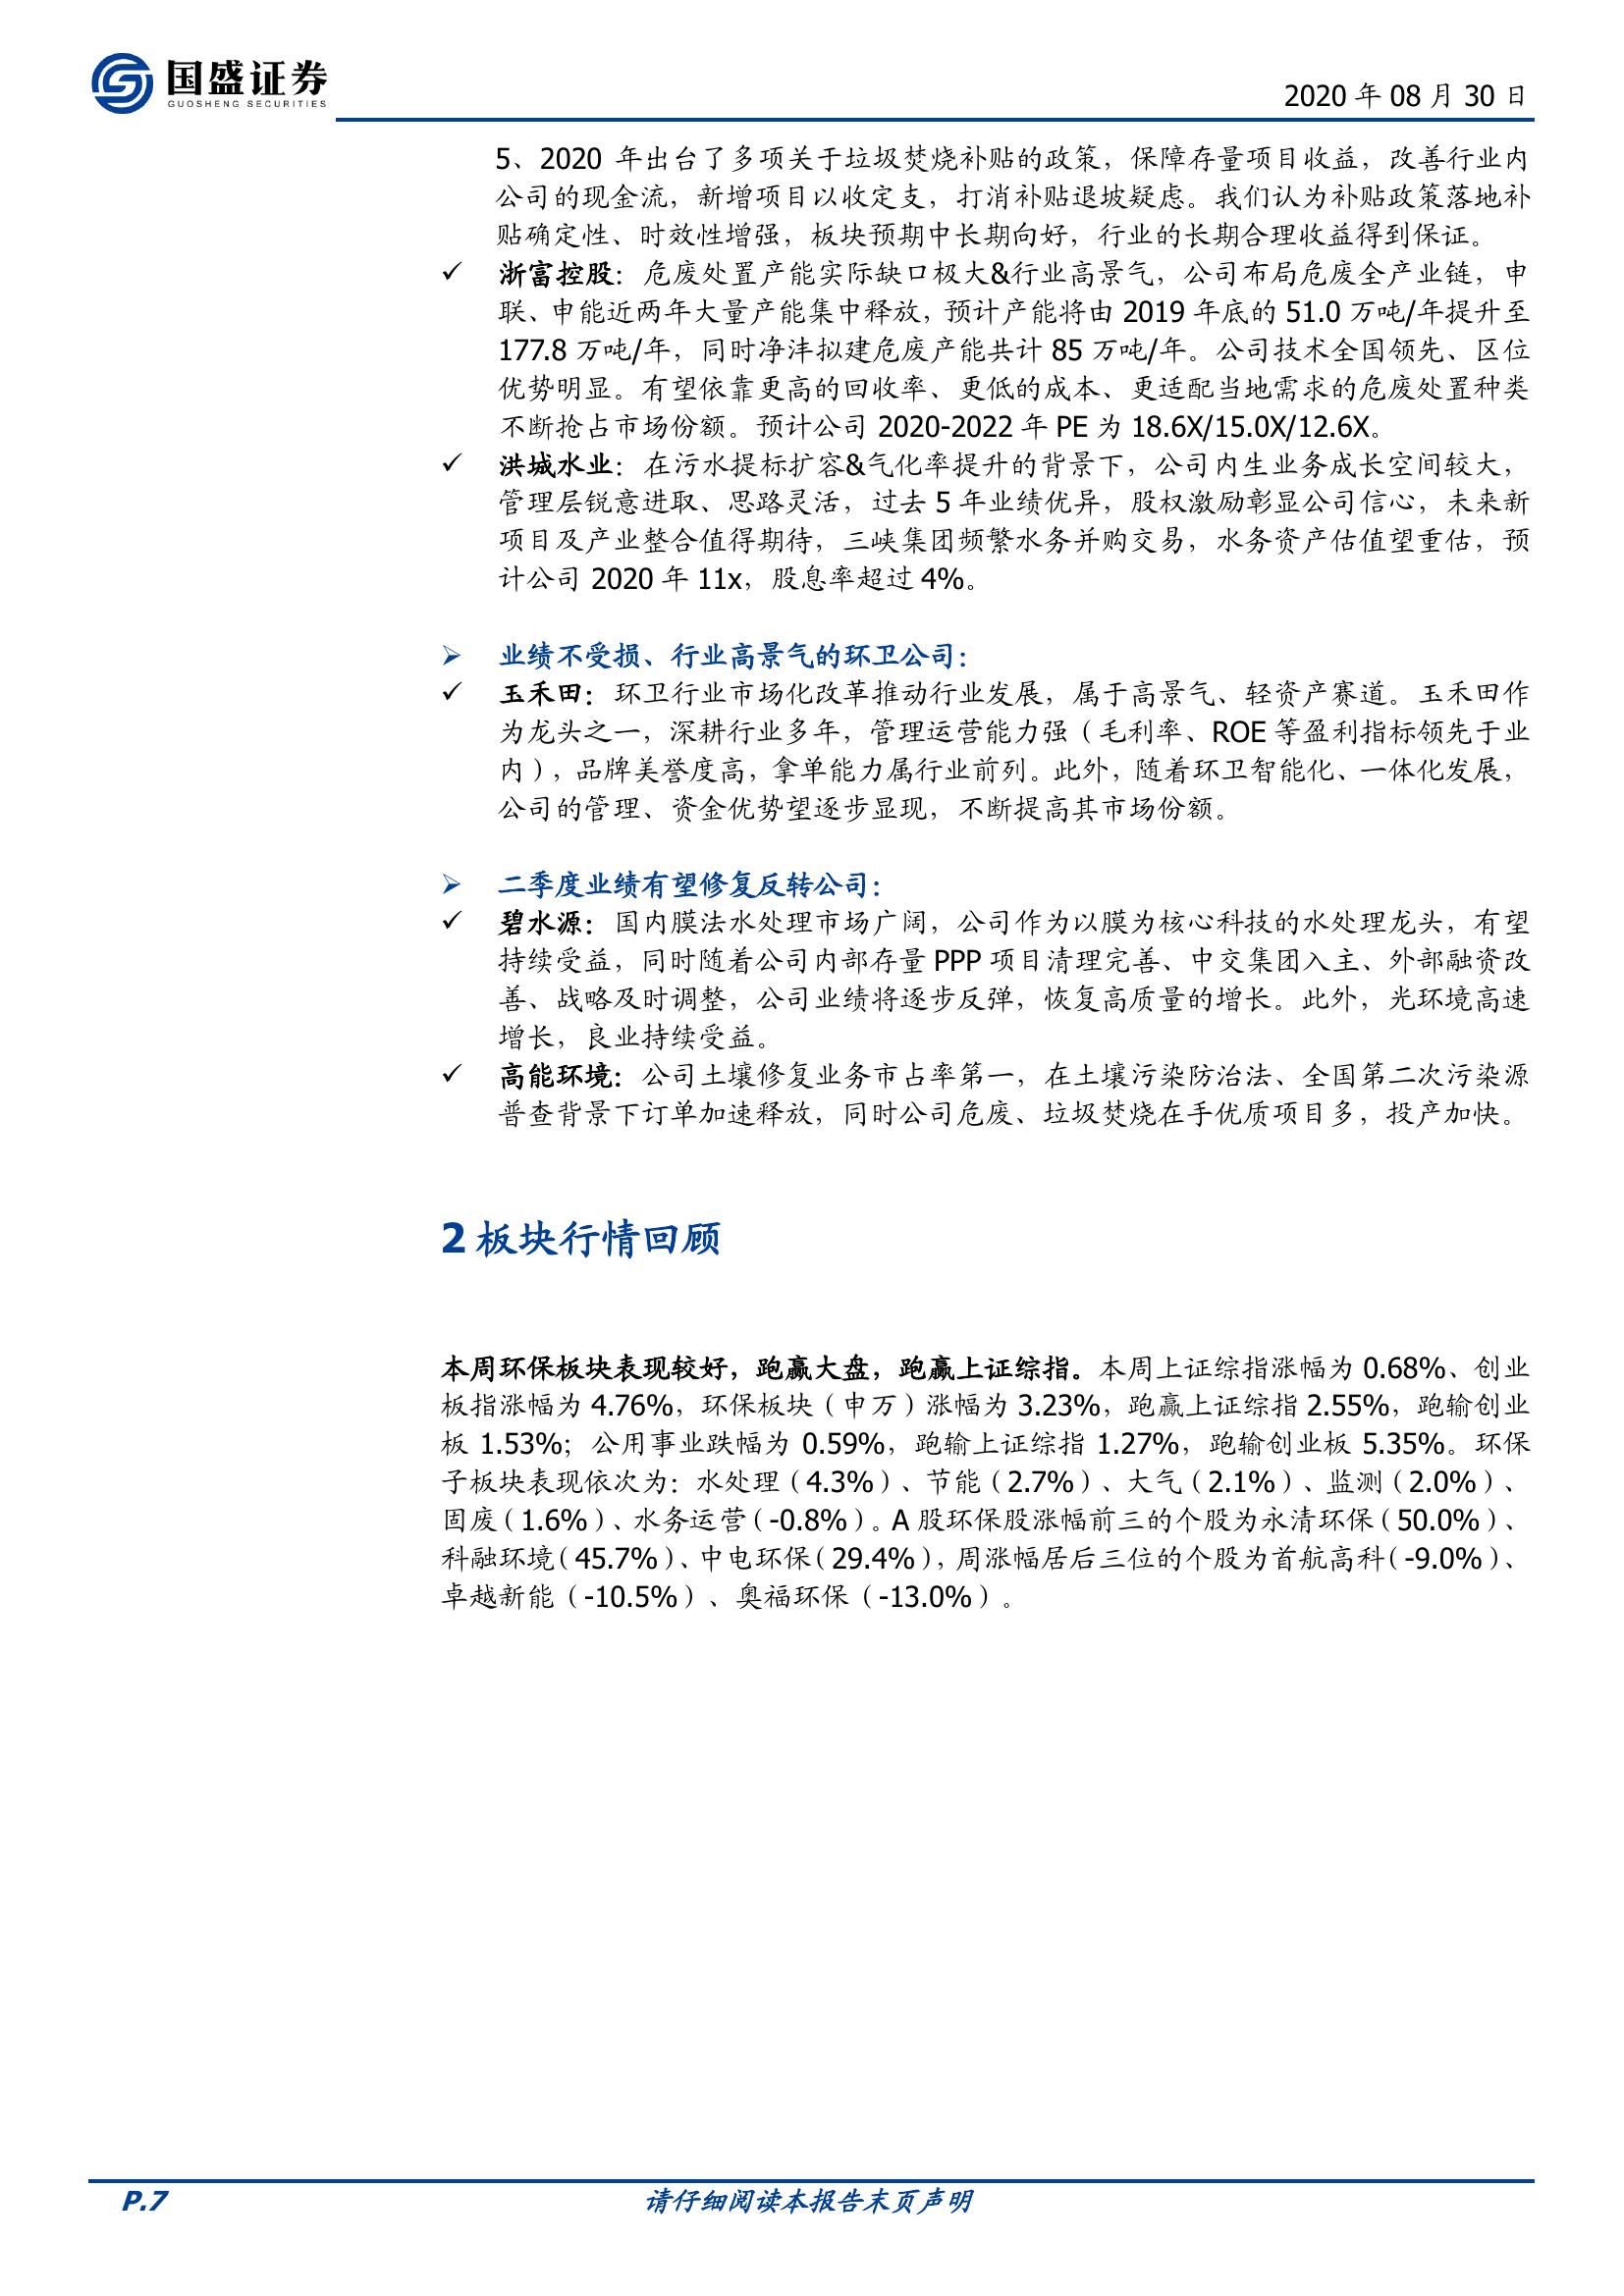 国盛证券
GUOSHENG SECURITIES
2020 年 08 月 30 日
5、2020 年出台了多项关于垃圾焚烧补贴的政策，保障存量项目收益，改善行业内
公司的现金流，新增项目以收定支，打消补贴退坡疑虑。我们认为补贴政策落地补
贴确定性、时效性增强，板块预期中长期向好，行业的长期合理收益得到保证。
✓ 浙富控股：危废处置产能实际缺口极大&行业高景气，公司布局危废全产业链，申
联、申能近两年大量产能集中释放，预计产能将由 2019 年底的 51.0 万吨/年提升至
177.8 万吨/年，同时净沣拟建危废产能共计 85 万吨/年。公司技术全国领先、区位
优势明显。有望依靠更高的回收率、更低的成本、更适配当地需求的危废处置种类
不断抢占市场份额。预计公司 2020-2022 年 PE 为 18.6X/15.0X/12.6X。
✓ 洪城水业：在污水提标扩容&气化率提升的背景下，公司内生业务成长空间较大，
管理层锐意进取、思路灵活，过去 5 年业绩优异，股权激励彰显公司信心，未来新
项目及产业整合值得期待，三峡集团频繁水务并购交易，水务资产估值望重估，预
计公司 2020 年 11x，股息率超过 4%。
➢ 业绩不受损、行业高景气的环卫公司：
✓ 玉禾田：环卫行业市场化改革推动行业发展，属于高景气、轻资产赛道。玉禾田作
为龙头之一，深耕行业多年，管理运营能力强（毛利率、ROE 等盈利指标领先于业
内），品牌美誉度高，拿单能力属行业前列。此外，随着环卫智能化、一体化发展，
公司的管理、资金优势望逐步显现，不断提高其市场份额。
➢ 二季度业绩有望修复反转公司：
✓ 碧水源：国内膜法水处理市场广阔，公司作为以膜为核心科技的水处理龙头，有望
持续受益，同时随着公司内部存量 PPP 项目清理完善、中交集团入主、外部融资改
善、战略及时调整，公司业绩将逐步反弹，恢复高质量的增长。此外，光环境高速
增长，良业持续受益。
✓ 高能环境：公司土壤修复业务市占率第一，在土壤污染防治法、全国第二次污染源
普查背景下订单加速释放，同时公司危废、垃圾焚烧在手优质项目多，投产加快。
2 板块行情回顾
本周环保板块表现较好，跑赢大盘，跑赢上证综指。本周上证综指涨幅为 0.68%、创业
板指涨幅为 4.76%，环保板块（申万）涨幅为 3.23%，跑赢上证综指 2.55%，跑输创业
板 1.53%；公用事业跌幅为 0.59%，跑输上证综指 1.27%，跑输创业板 5.35%。环保
子板块表现依次为：水处理（4.3%）、节能（2.7%）、大气（2.1%）、监测（2.0%）、
固废（1.6%）、水务运营（-0.8%）。A 股环保股涨幅前三的个股为永清环保（50.0%）、
科融环境（45.7%）、中电环保（29.4%），周涨幅居后三位的个股为首航高科（-9.0%）、
卓越新能（-10.5%）、奥福环保（-13.0%）。
P.7
请仔细阅读本报告末页声明